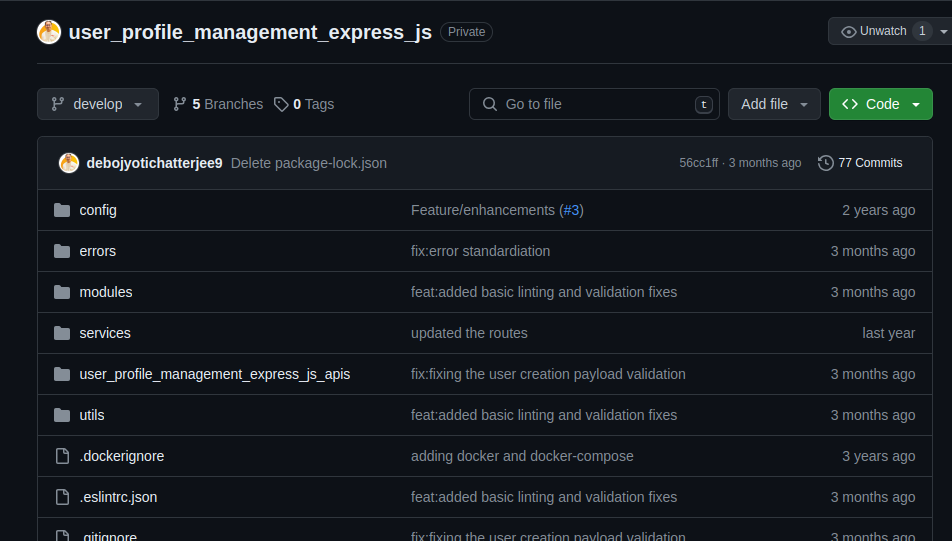 user_profile_management_express_js Private Unwatch 1
develop 5 Branches 0 Tags Go to file t Add file Code
debojyotichatterjee9 Delete package-lock.json 56cc1ff · 3 months ago 77 Commits
config Feature/enhancements (#3) 2 years ago
errors fix:error standardiation 3 months ago
modules feat:added basic linting and validation fixes 3 months ago
services updated the routes last year
user_profile_management_express_js_apis fix:fixing the user creation payload validation 3 months ago
utils feat:added basic linting and validation fixes 3 months ago
.dockerignore adding docker and docker-compose 3 years ago
.eslintrc.json feat:added basic linting and validation fixes 3 months ago
.gitignore fix:fixing the user creation payload validation 3 months ago